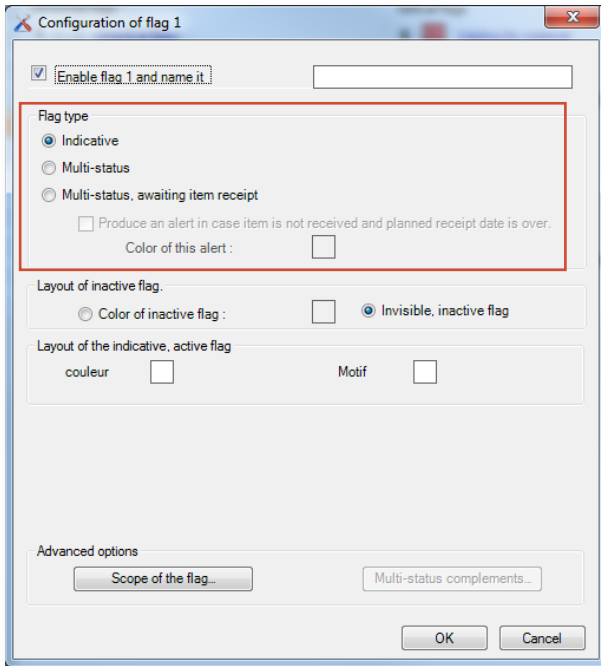 Configuration of flag 1
Enable flag 1 and name it
Flag type
Indicative
Multi-status
Multi-status, awaiting item receipt
Produce an alert in case item is not received and planned receipt date is over.
Color of this alert :
Layout of inactive flag.
Color of inactive flag : Invisible, inactive flag
Layout of the indicative, active flag
couleur Motif
Advanced options
Scope of the flag... Multi-status complements...
OK Cancel